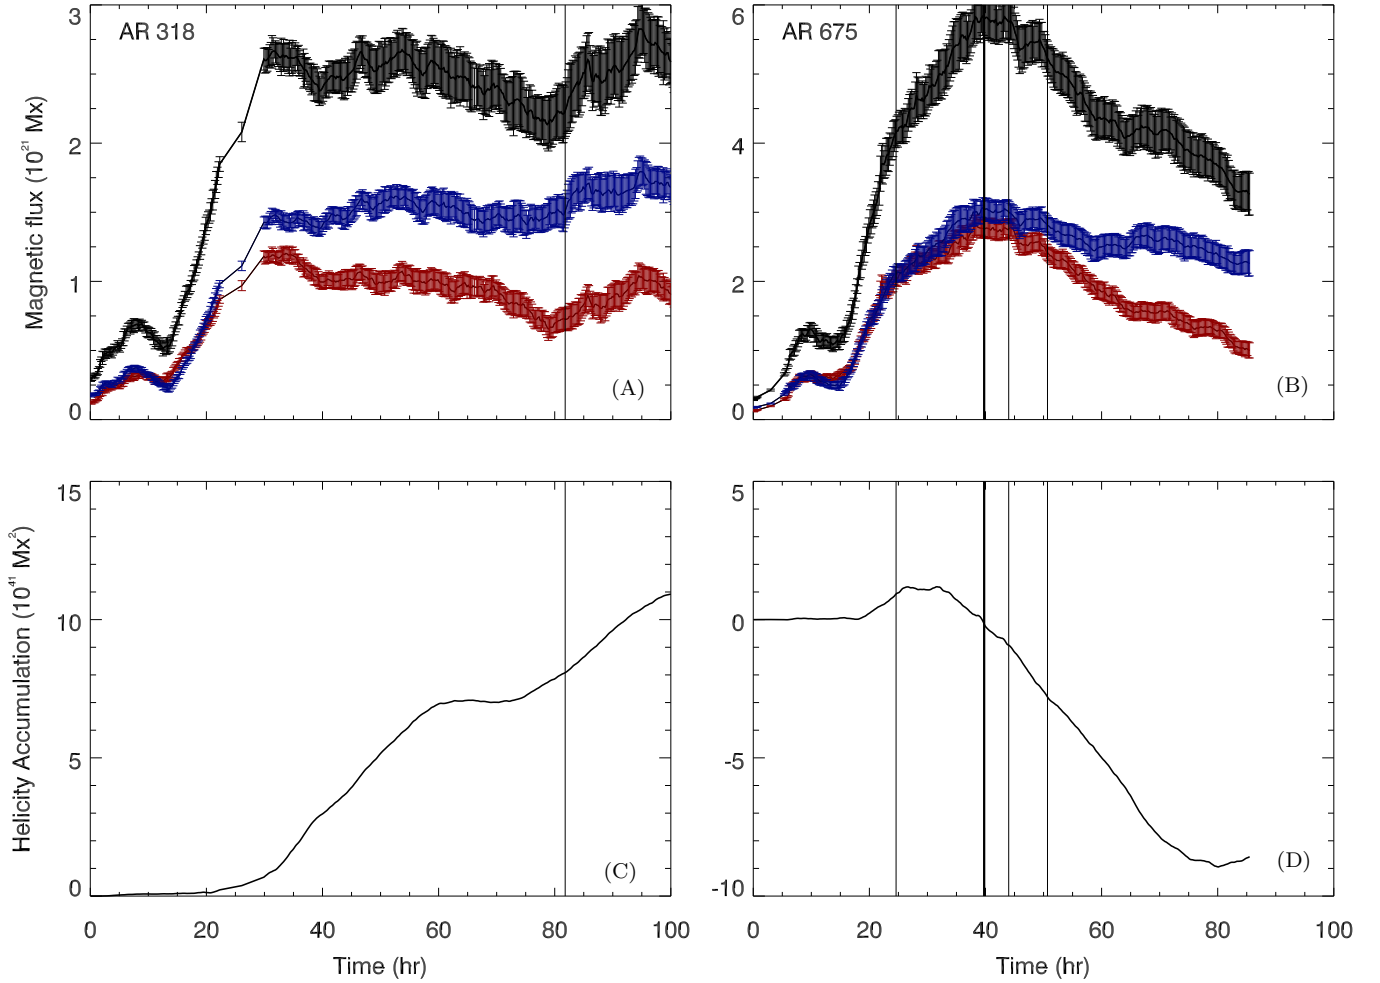 AR 318
AR 675
Magnetic flux (10²¹ Mx)
3
2
1
0
6
4
2
0
(A)
(B)
Helicity Accumulation (10⁴¹ Mx²)
15
10
5
0
5
0
-5
-10
(C)
(D)
0 20 40 60 80 100
0 20 40 60 80 100
Time (hr)
Time (hr)